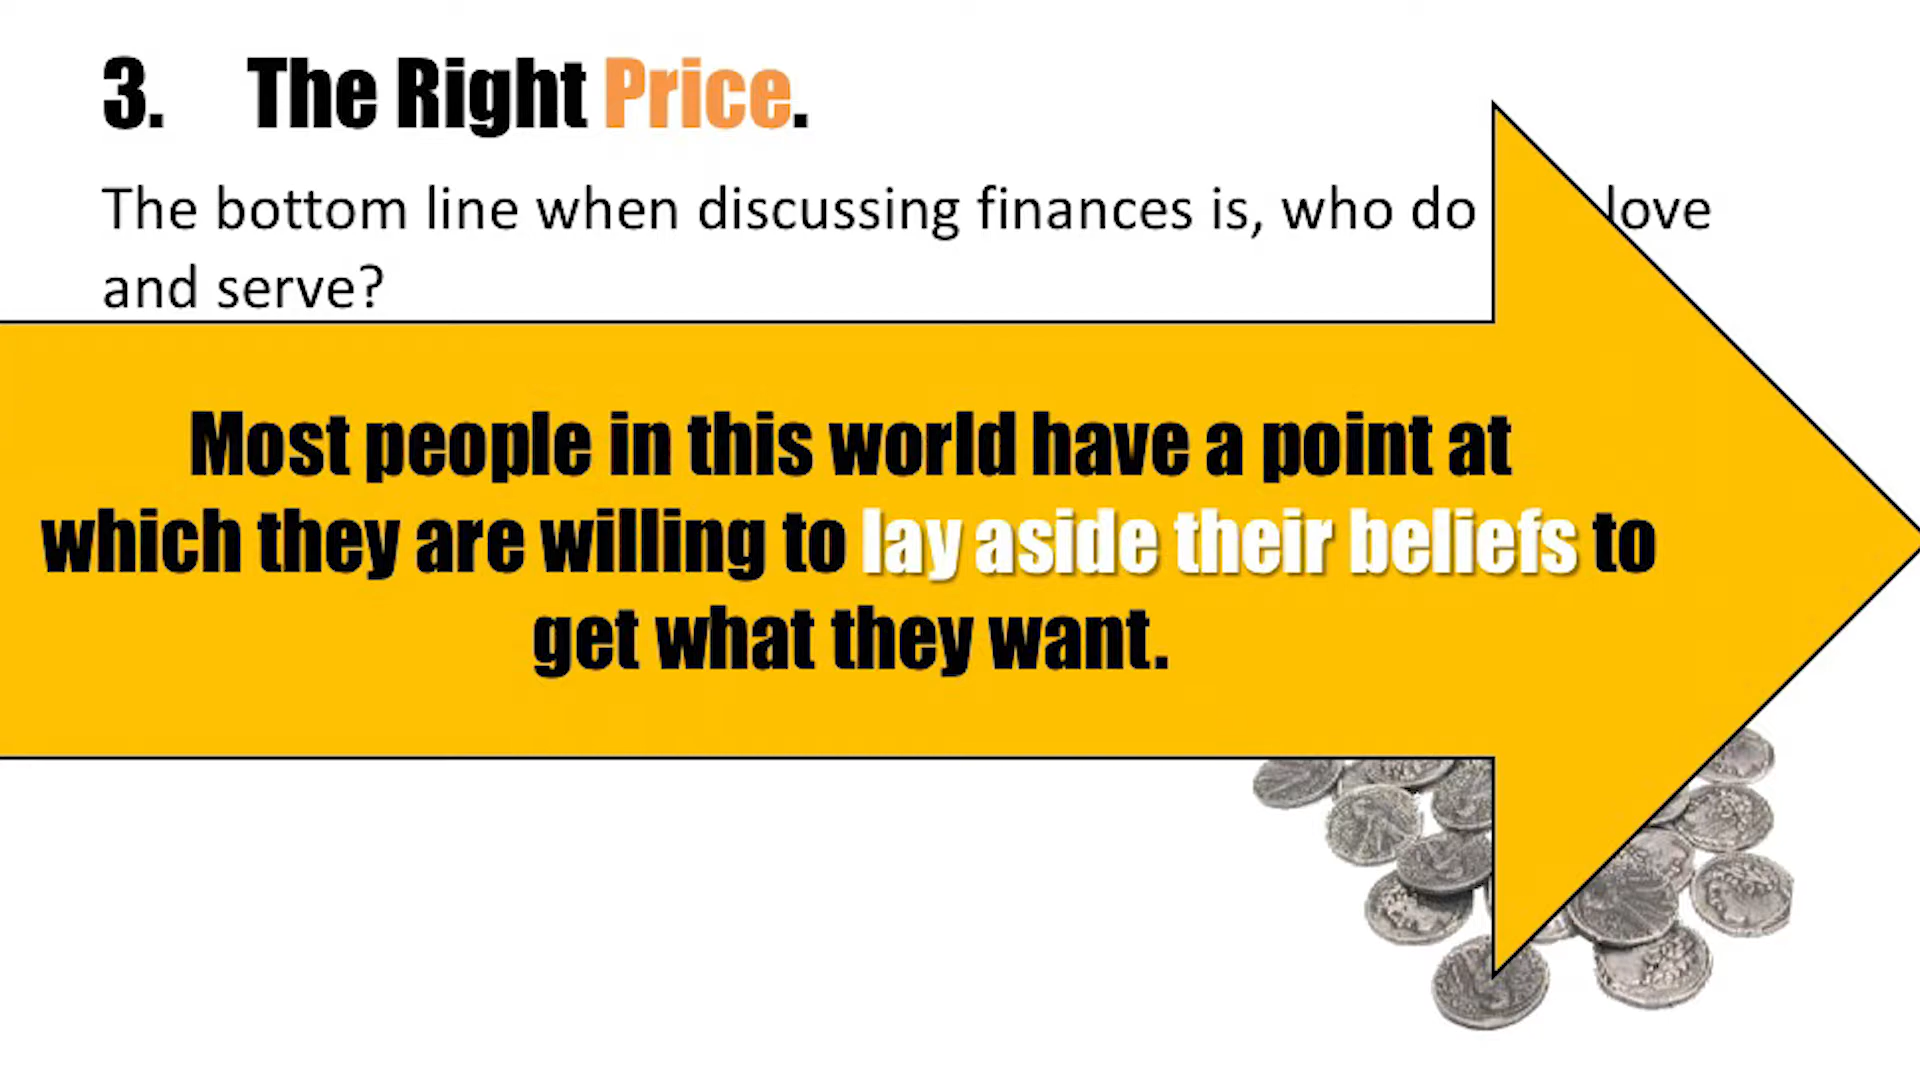 3. The Right Price.
The bottom line when discussing finances is, who do love
and serve?
Most people in this world have a point at
which they are willing to lay aside their beliefs to
get what they want.